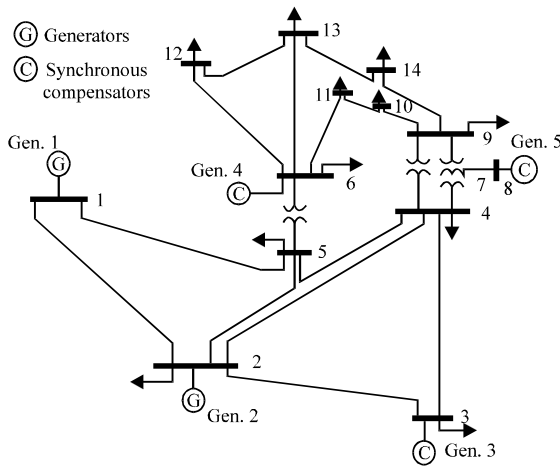 G Generators
C Synchronous
compensators
13
12
14
11
10
9
Gen. 1
G
Gen. 4
C
6
Gen. 5
7
8
C
1
4
5
2
G
Gen. 2
3
C
Gen. 3